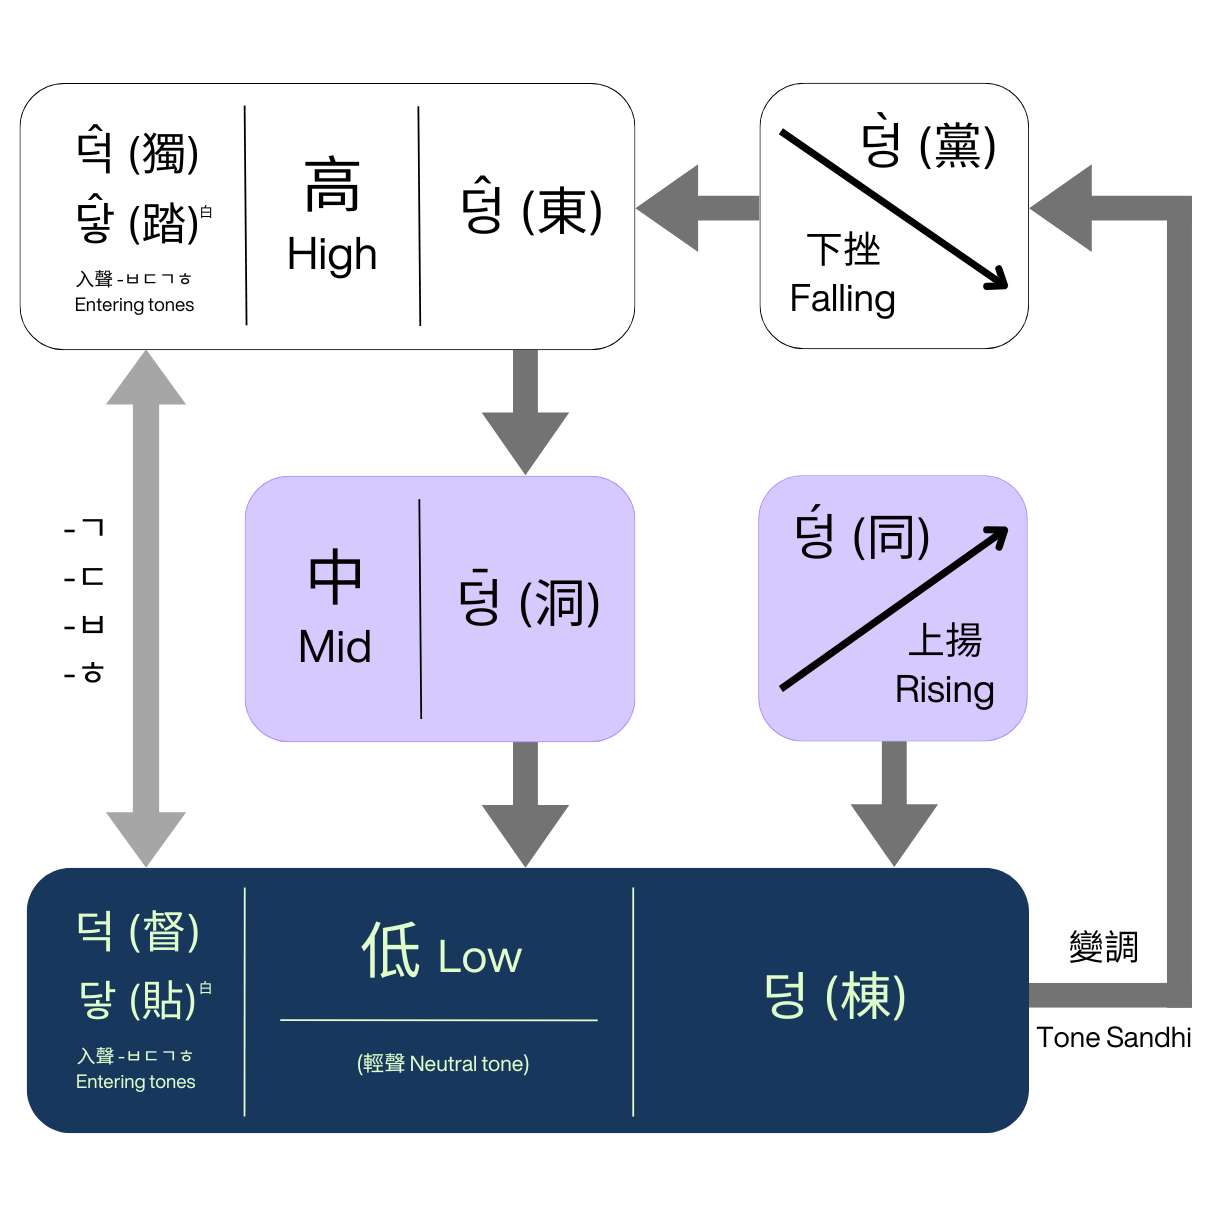 덕̂ (獨)
닿̂ (踏)白
入聲 -ㅂㄷㄱㅎ
Entering tones
高
High
덩̂ (東)
덩̀ (黨)
下挫
Falling
-ㄱ
-ㄷ
-ㅂ
-ㅎ
中
Mid
덩̄ (洞)
덩́ (同)
上揚
Rising
덕 (督)
닿 (貼)白
入聲 -ㅂㄷㄱㅎ
Entering tones
低 Low
(輕聲 Neutral tone)
덩 (棟)
變調
Tone Sandhi